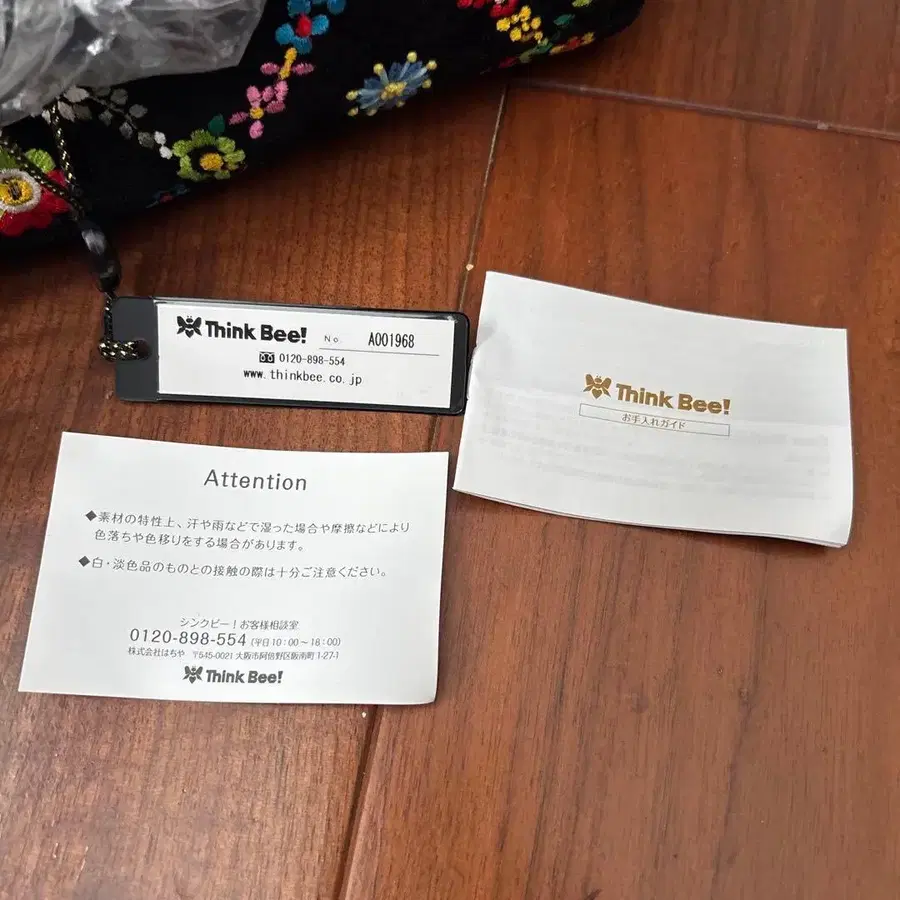 Think Bee!
No. A001968
0120-898-554
www.thinkbee.co.jp
Think Bee!
お手入れガイド
Attention
◆素材の特性上、汗や雨などで湿った場合や摩擦などにより
色落ちや色移りをする場合があります。
◆白・淡色品のものとの接触の際は十分ご注意ください。
シンクビー!お客様相談室
0120-898-554 (平日10:00〜18:00)
株式会社はちや 〒545-0021 大阪市阿倍野区阪南町1-27-1
Think Bee!